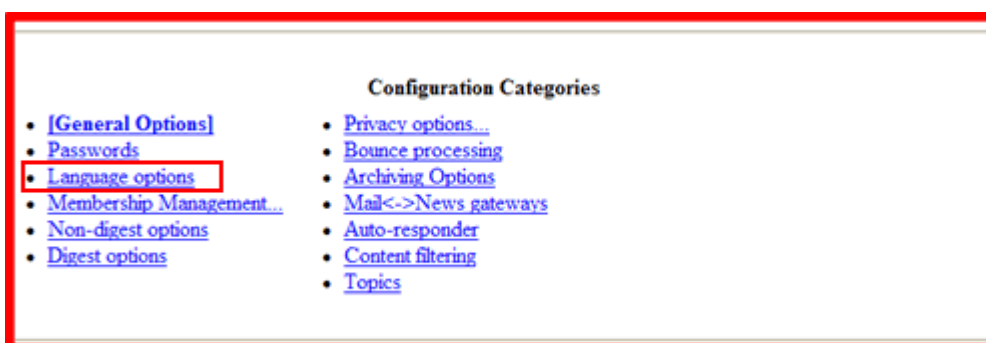 Configuration Categories
[General Options]
Passwords
Language options
Membership Management...
Non-digest options
Digest options
Privacy options...
Bounce processing
Archiving Options
Mail<->News gateways
Auto-responder
Content filtering
Topics